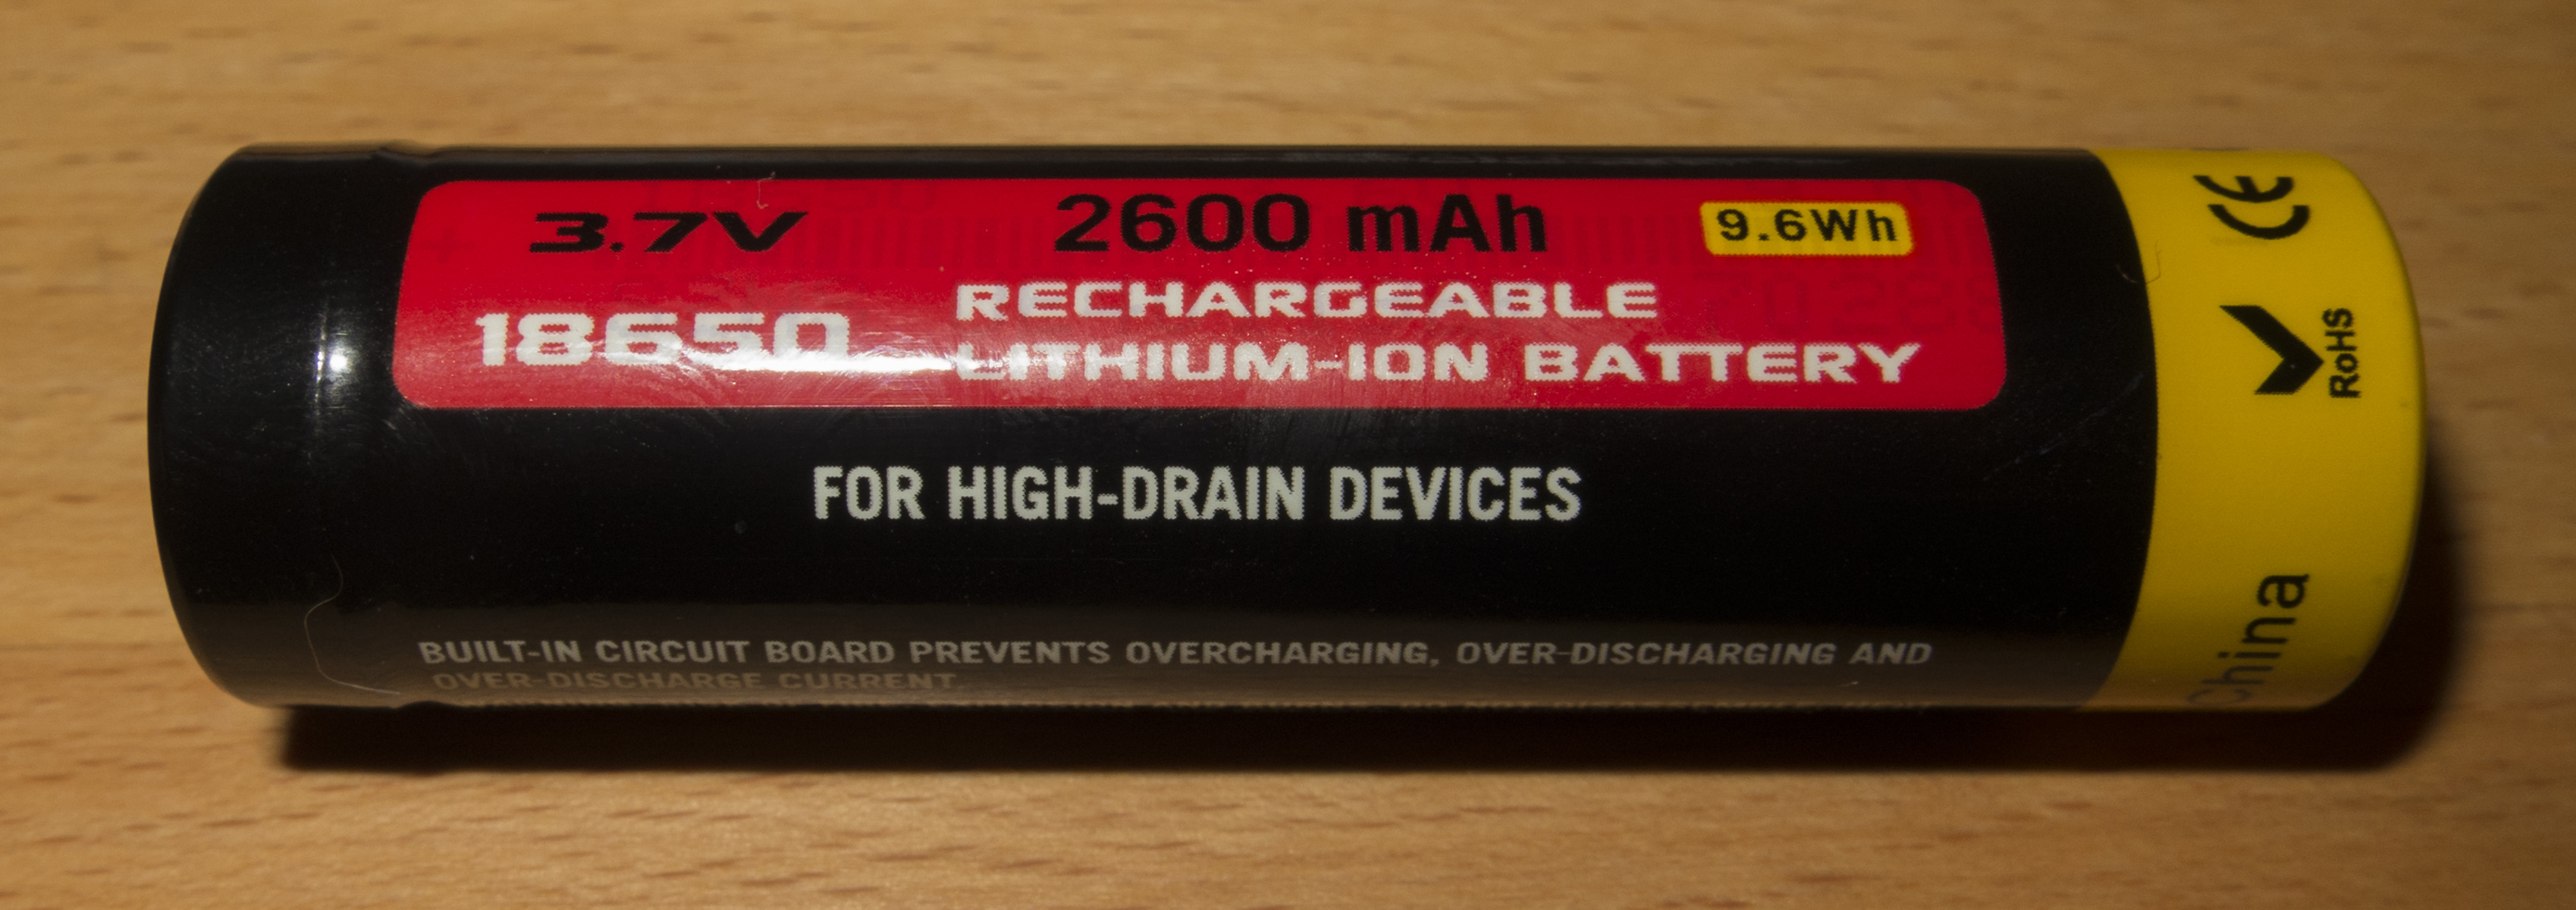 3.7V 2600 mAh 9.6Wh
18650 RECHARGEABLE
LITHIUM-ION BATTERY
FOR HIGH-DRAIN DEVICES
BUILT-IN CIRCUIT BOARD PREVENTS OVERCHARGING, OVER-DISCHARGING AND
OVER-DISCHARGE CURRENT.
CE
RoHS
China